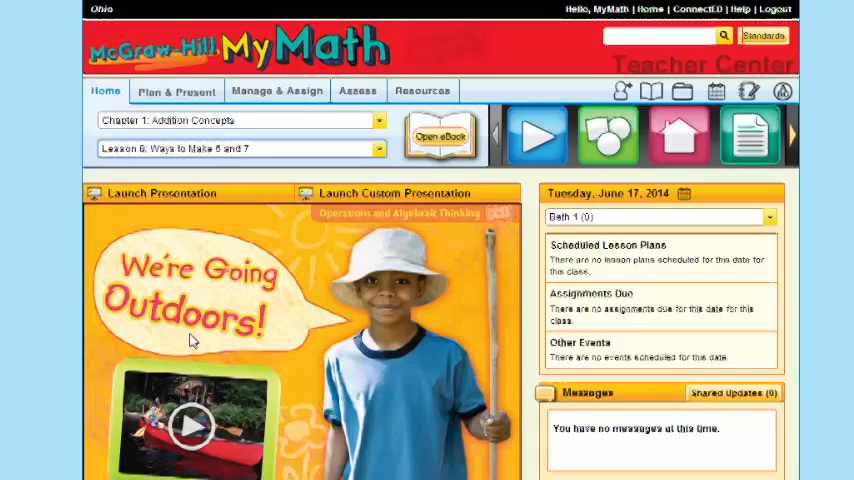 Ohio
Hello, MyMath | Home | ConnectED | Help | Logout
McGraw-Hill MyMath
Standards
Teacher Center
Home Plan & Present Manage & Assign Assess Resources
Chapter 1: Addition Concepts
Lesson 6: Ways to Make 6 and 7
Open eBook
Launch Presentation Launch Custom Presentation
Operations and Algebraic Thinking
We're Going
Outdoors!
Tuesday, June 17, 2014
Bath 1 (0)
Scheduled Lesson Plans
There are no lesson plans scheduled for this date for
this class.
Assignments Due
There are no assignments due for this date for this
class.
Other Events
There are no events scheduled for this date.
Messages Shared Updates (0)
You have no messages at this time.